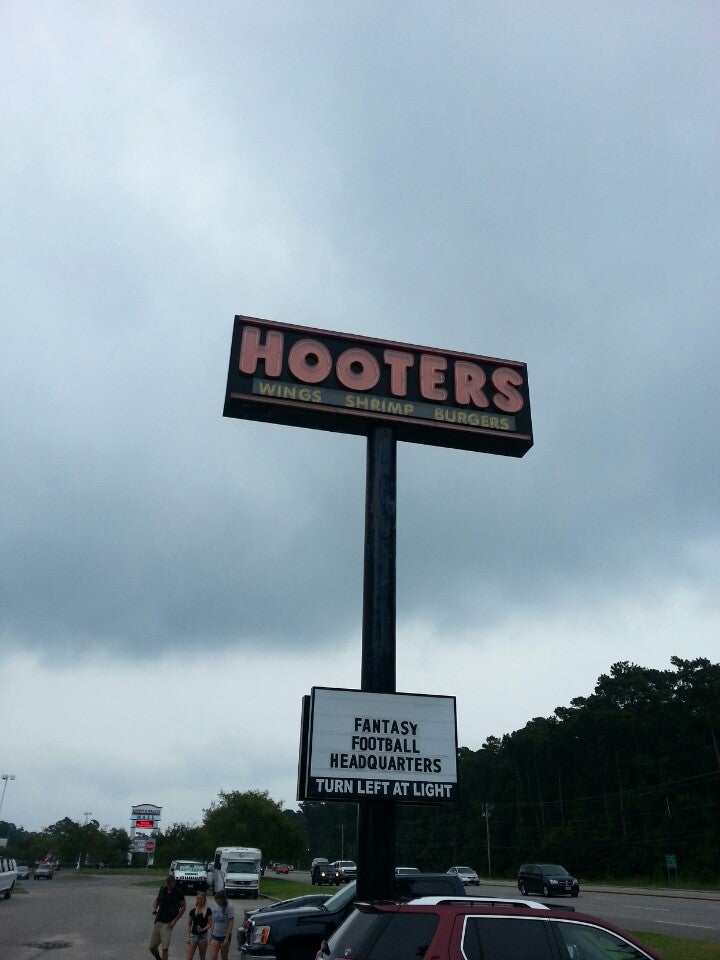 HOOTERS
WINGS SHRIMP BURGERS
FANTASY
FOOTBALL
HEADQUARTERS
TURN LEFT AT LIGHT